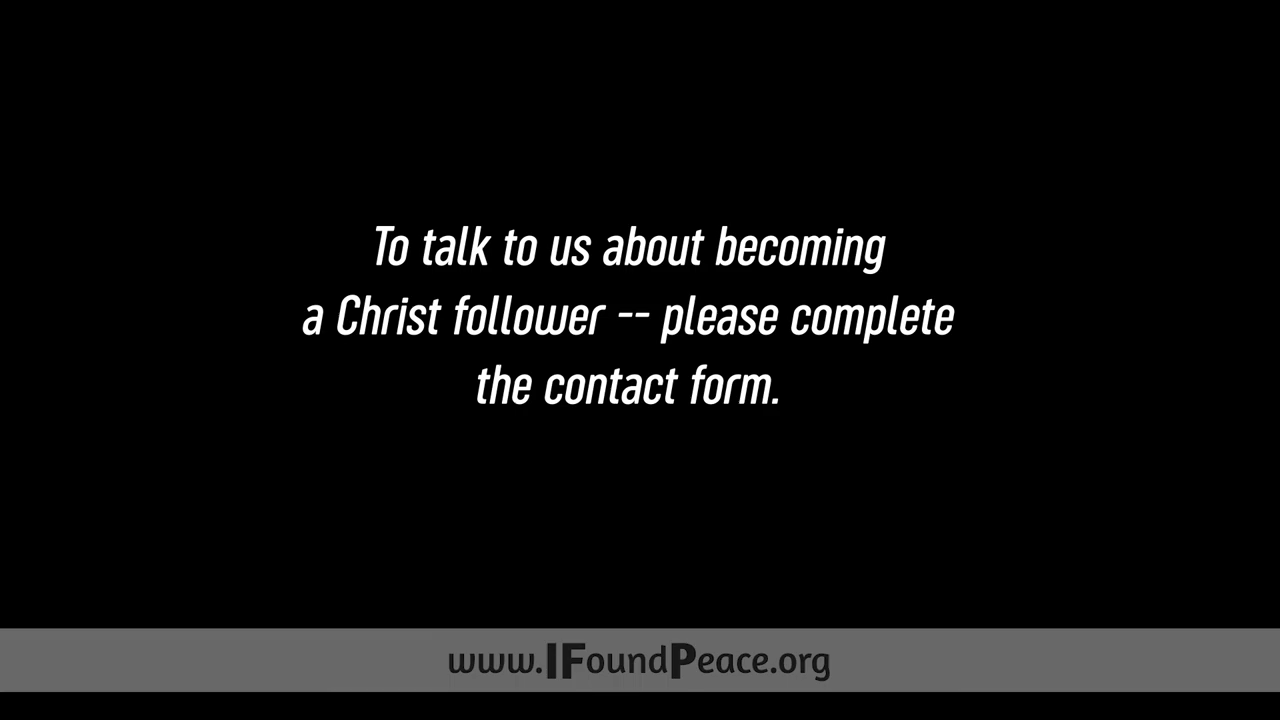 To talk to us about becoming
a Christ follower -- please complete
the contact form.
www.IFoundPeace.org